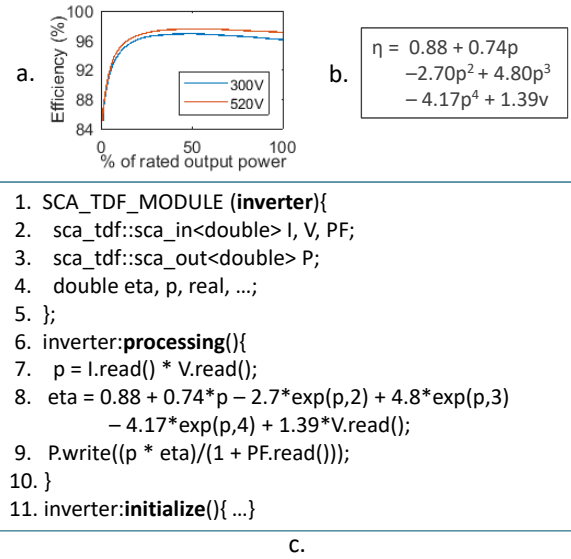 a.
Efficiency (%)
100
96
92
88
84
300V
520V
0
50
100
% of rated output power
b.
η = 0.88 + 0.74p
–2.70p² + 4.80p³
– 4.17p⁴ + 1.39v
1. SCA_TDF_MODULE (inverter){
2. sca_tdf::sca_in<double> I, V, PF;
3. sca_tdf::sca_out<double> P;
4. double eta, p, real, …;
5. };
6. inverter:processing(){
7. p = I.read() * V.read();
8. eta = 0.88 + 0.74*p – 2.7*exp(p,2) + 4.8*exp(p,3)
– 4.17*exp(p,4) + 1.39*V.read();
9. P.write((p * eta)/(1 + PF.read()));
10. }
11. inverter:initialize(){ …}
c.